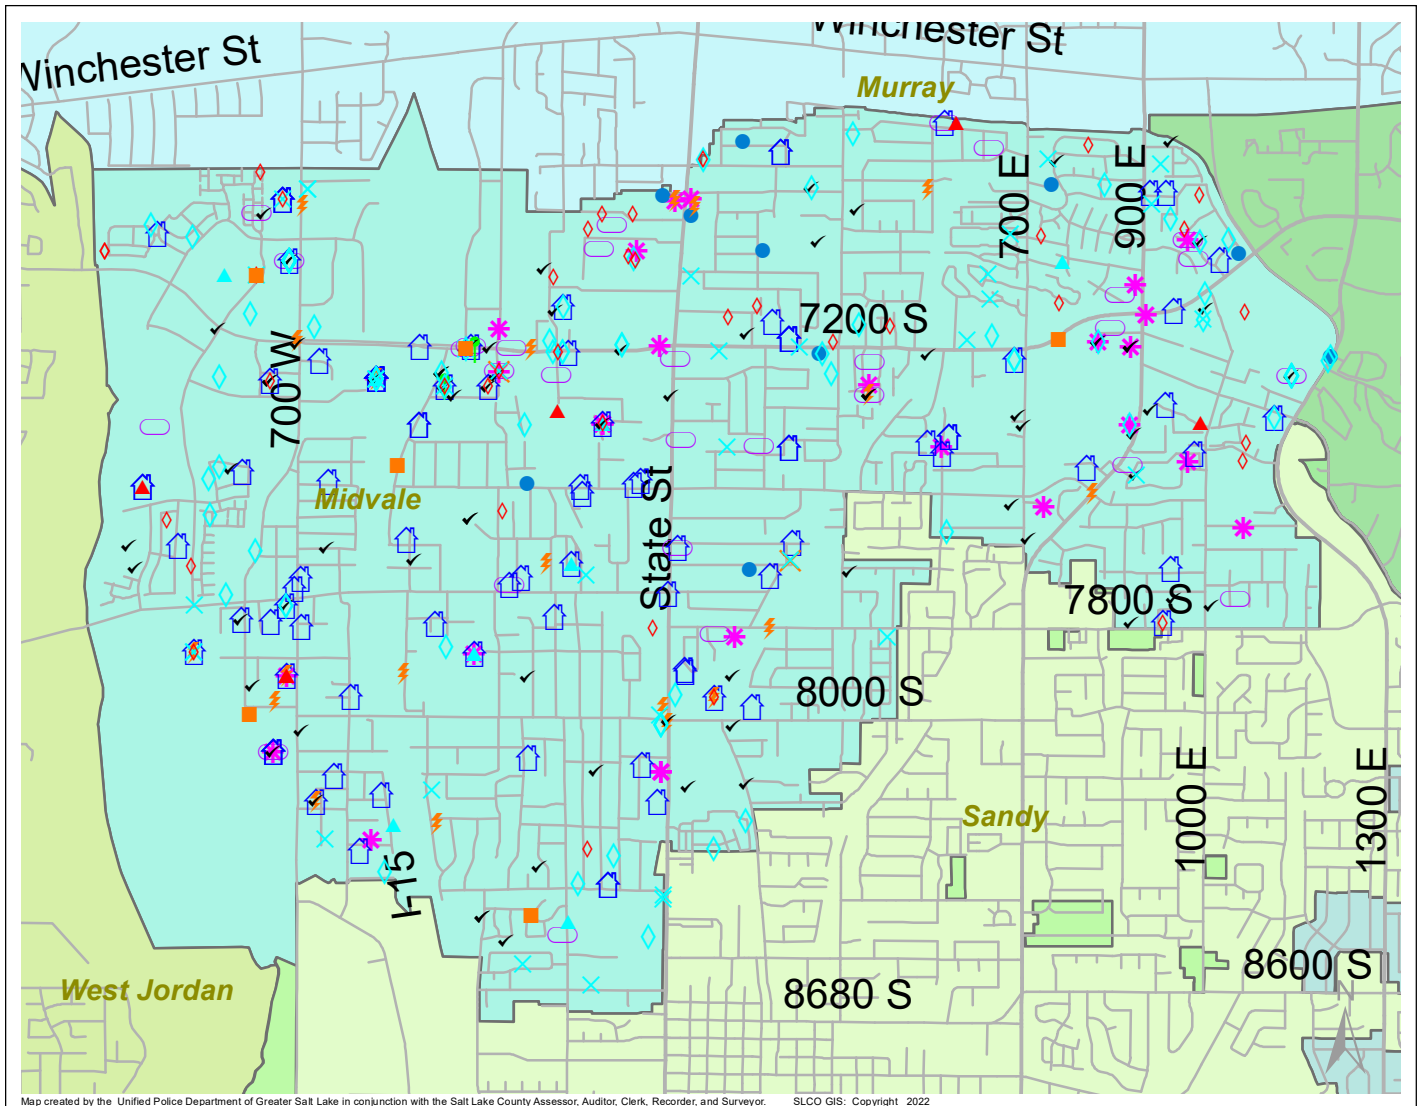 Winchester St
Winchester St
Murray
700 E
900 E
7200 S
700 W
Midvale
State St
7800 S
8000 S
Sandy
1000 E
1300 E
I-15
West Jordan
8680 S
8600 S
Map created by the Unified Police Department of Greater Salt Lake in conjunction with the Salt Lake County Assessor, Auditor, Clerk, Recorder, and Surveyor. SLCO GIS: Copyright 2022